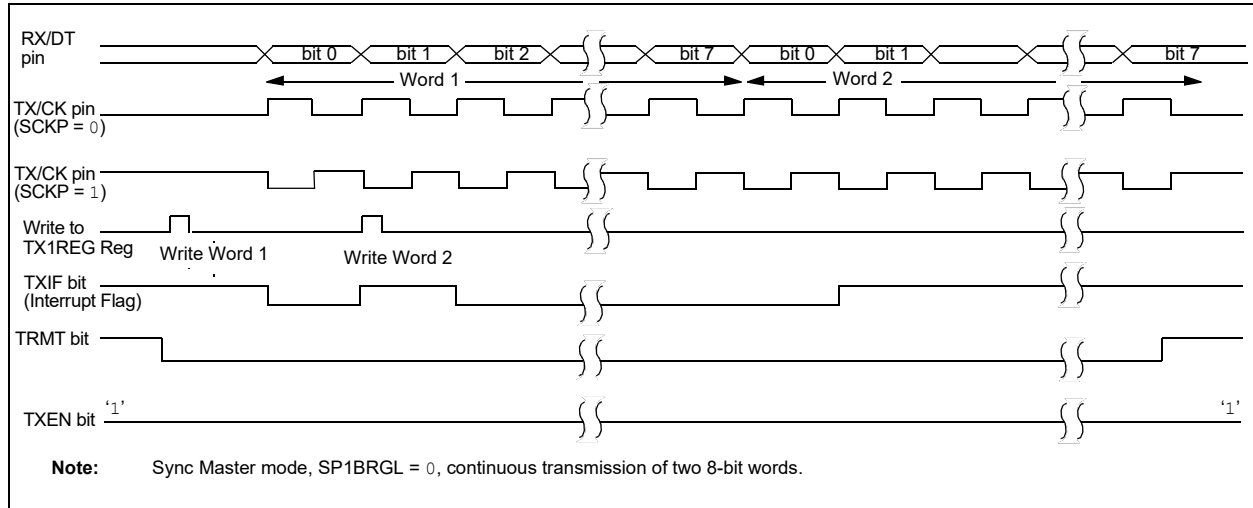 RX/DT
pin
bit 0 bit 1 bit 2 bit 7 bit 0 bit 1 bit 7
Word 1 Word 2
TX/CK pin
(SCKP = 0)
TX/CK pin
(SCKP = 1)
Write to
TX1REG Reg
Write Word 1 Write Word 2
TXIF bit
(Interrupt Flag)
TRMT bit
TXEN bit
‘1’ ‘1’
Note: Sync Master mode, SP1BRGL = 0, continuous transmission of two 8-bit words.